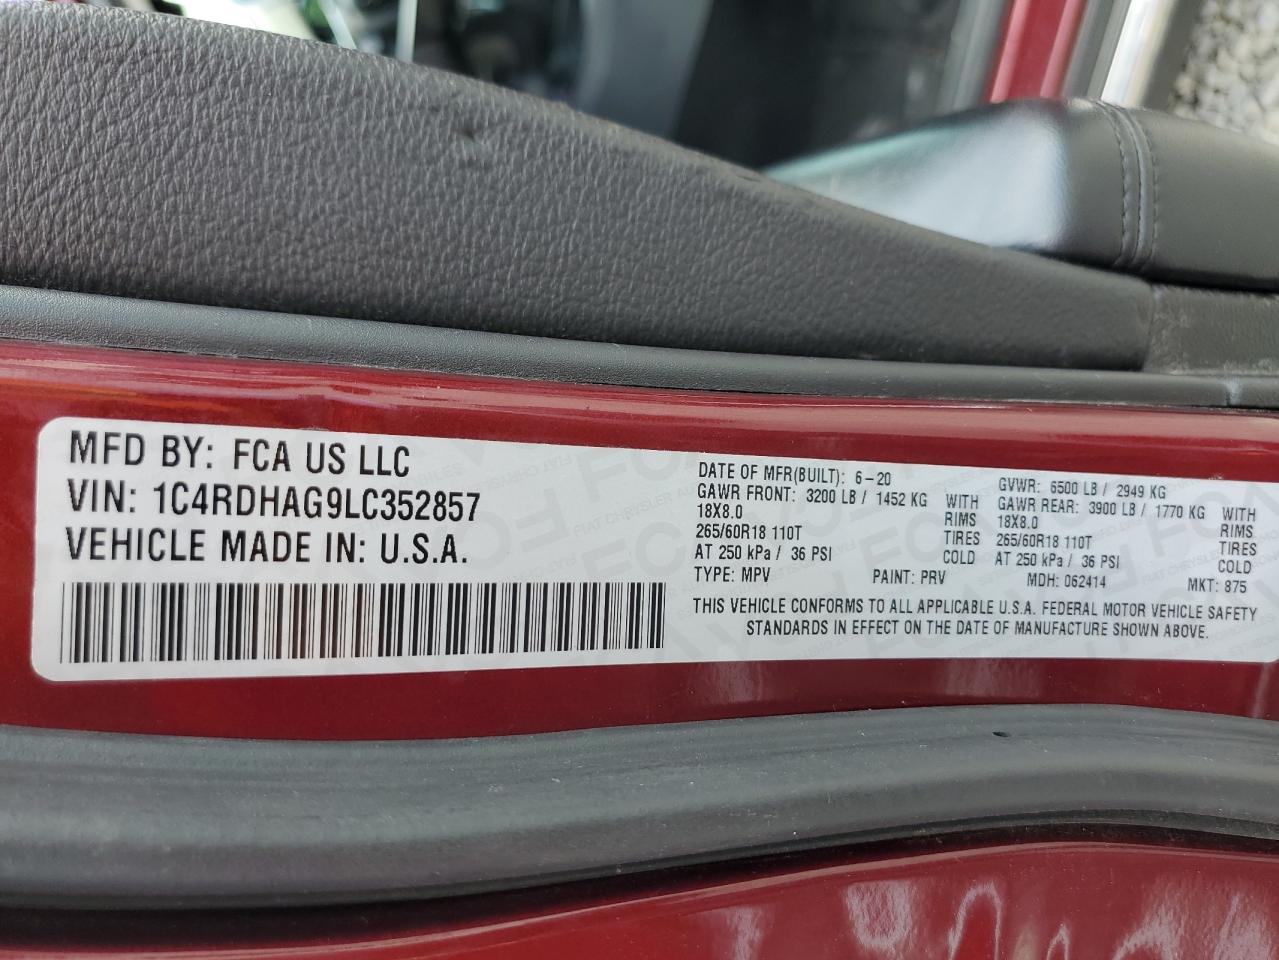 MFD BY: FCA US LLC
VIN: 1C4RDHAG9LC352857
VEHICLE MADE IN: U.S.A.
DATE OF MFR(BUILT): 6-20 GVWR: 6500 LB / 2949 KG
GAWR FRONT: 3200 LB / 1452 KG WITH GAWR REAR: 3900 LB / 1770 KG WITH
18X8.0 RIMS 18X8.0 RIMS
265/60R18 110T TIRES 265/60R18 110T TIRES
AT 250 kPa / 36 PSI COLD AT 250 kPa / 36 PSI COLD
TYPE: MPV PAINT: PRV MDH: 062414 MKT: 875
THIS VEHICLE CONFORMS TO ALL APPLICABLE U.S.A. FEDERAL MOTOR VEHICLE SAFETY
STANDARDS IN EFFECT ON THE DATE OF MANUFACTURE SHOWN ABOVE.